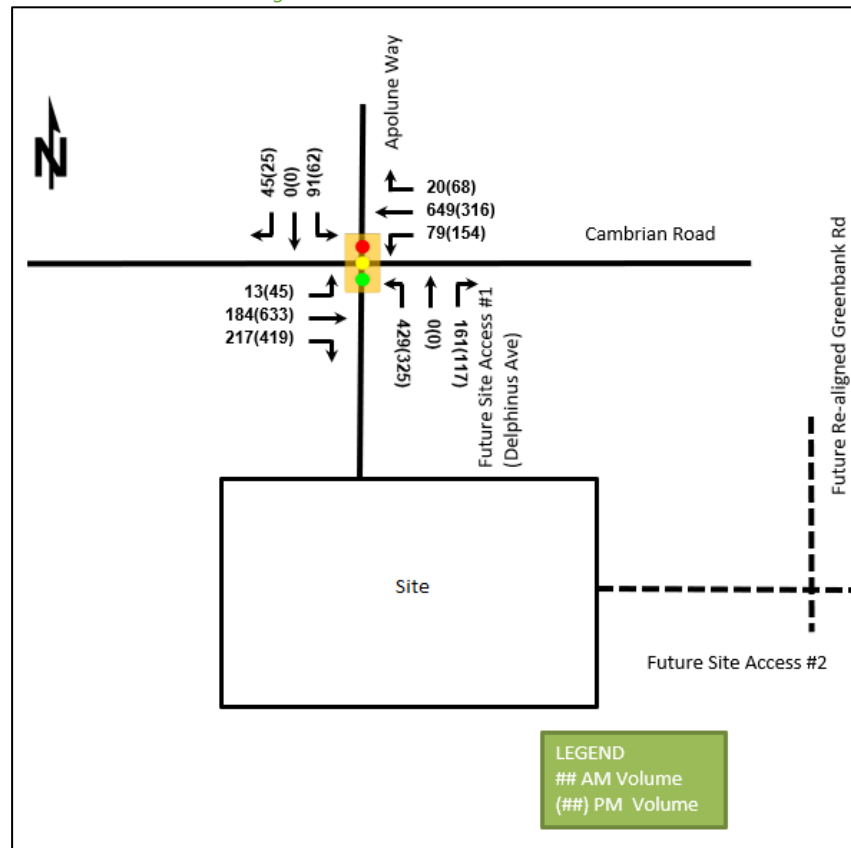 Apolune Way
N
45(25)
0(0)
91(62)
20(68)
649(316)
79(154)
Cambrian Road
13(45)
184(633)
217(419)
429(325)
0(0)
161(117)
Future Site Access #1
(Delphinus Ave)
Future Re-aligned Greenbank Rd
Site
Future Site Access #2
LEGEND
## AM Volume
(##) PM Volume